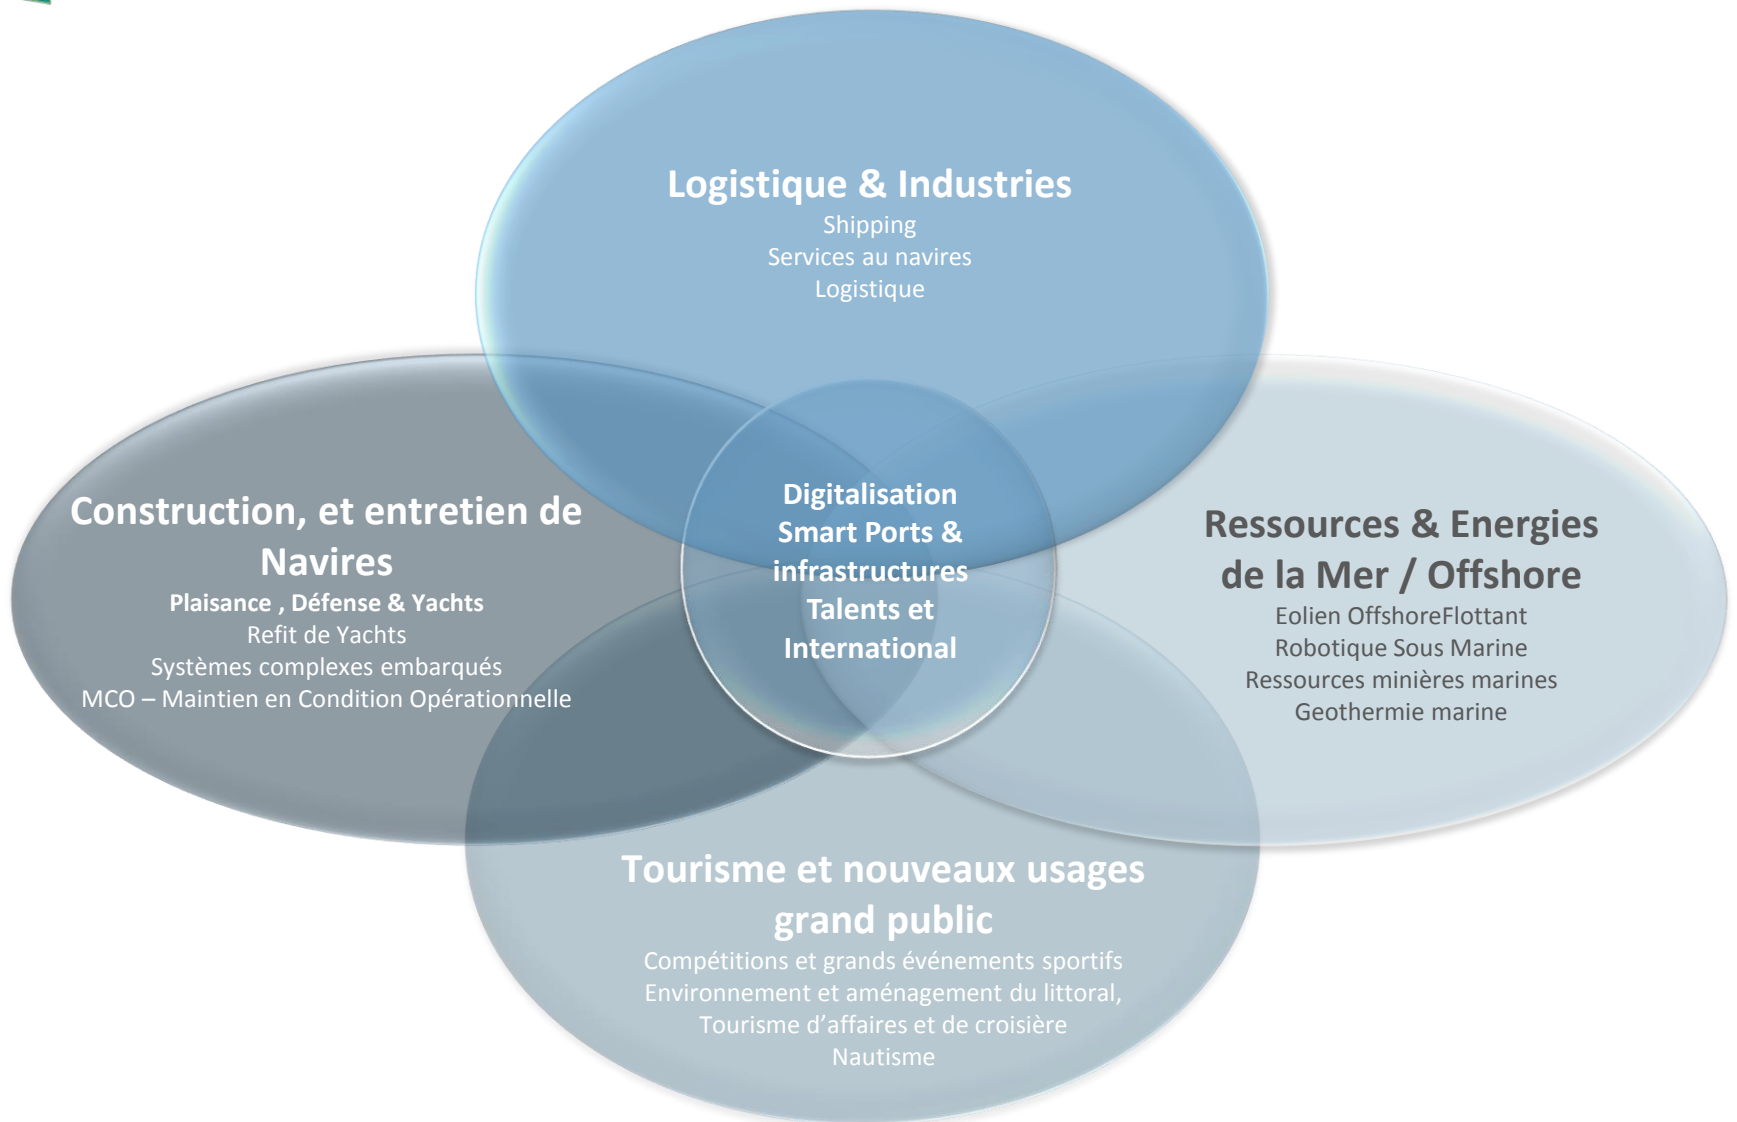 Logistique & Industries
Shipping
Services au navires
Logistique
Construction, et entretien de
Navires
Plaisance , Défense & Yachts
Refit de Yachts
Systèmes complexes embarqués
MCO – Maintien en Condition Opérationnelle
Digitalisation
Smart Ports &
infrastructures
Talents et
International
Ressources & Energies
de la Mer / Offshore
Eolien OffshoreFlottant
Robotique Sous Marine
Ressources minières marines
Geothermie marine
Tourisme et nouveaux usages
grand public
Compétitions et grands événements sportifs
Environnement et aménagement du littoral,
Tourisme d’affaires et de croisière
Nautisme